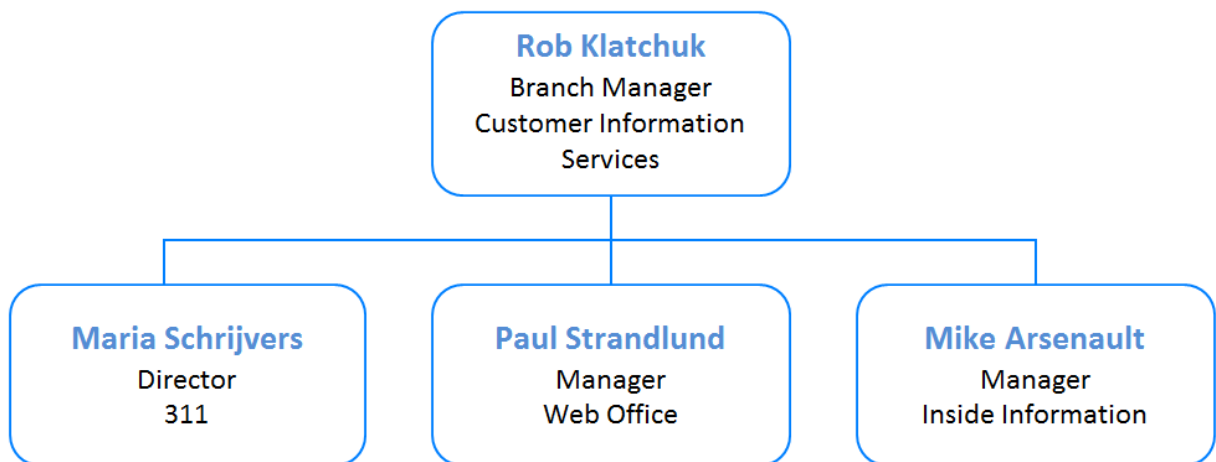 Rob Klatchuk
Branch Manager
Customer Information
Services
Maria Schrijvers
Director
311
Paul Strandlund
Manager
Web Office
Mike Arsenault
Manager
Inside Information